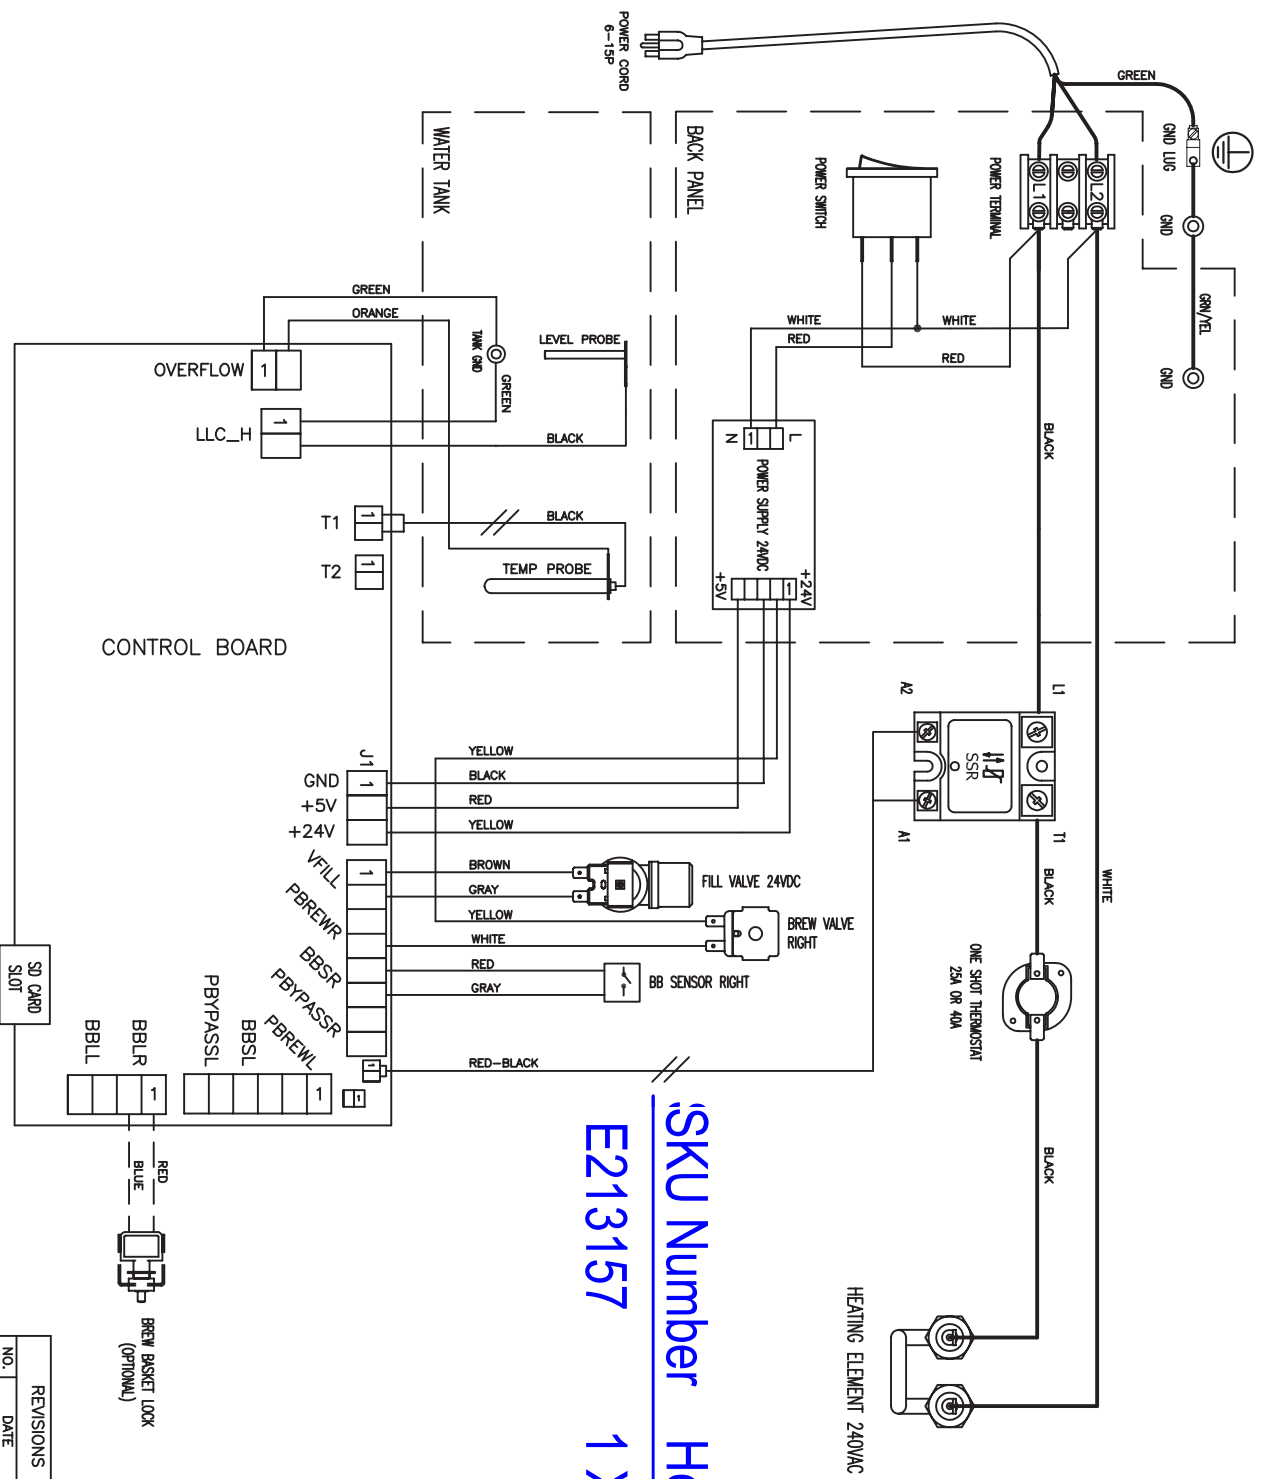 POWER CORD
6-15P
GREEN
GND LUG
GND
GRN/YEL
GND
WATER TANK
BACK PANEL
POWER SWITCH
POWER TERMINAL
L1
L2
GREEN
ORANGE
TANK GND
GREEN
LEVEL PROBE
WHITE
WHITE
RED
RED
OVERFLOW
1
LLC_H
1
BLACK
BLACK
N
1
L
POWER SUPPLY 24VDC
+5V
1
+24V
T1
1
BLACK
T2
1
TEMP PROBE
CONTROL BOARD
A2
L1
SSR
A1
T1
J1
GND
1
+5V
+24V
YELLOW
BLACK
RED
YELLOW
VFILL
1
PBREWR
BBSR
PBYPASSR
BROWN
GRAY
YELLOW
WHITE
RED
GRAY
FILL VALVE 24VDC
BREW VALVE
RIGHT
BB SENSOR RIGHT
BLACK
WHITE
ONE SHOT THERMOSTAT
25A OR 40A
SD CARD
SLOT
BBLL
BBLR
1
PBYPASSL
BBSL
PBREWL
1
1
1
RED-BLACK
RED
BLUE
BREW BASKET LOCK
(OPTIONAL)
BLACK
HEATING ELEMENT 240VAC
SKU Number
E213157
1
REVISIONS
NO.
DATE